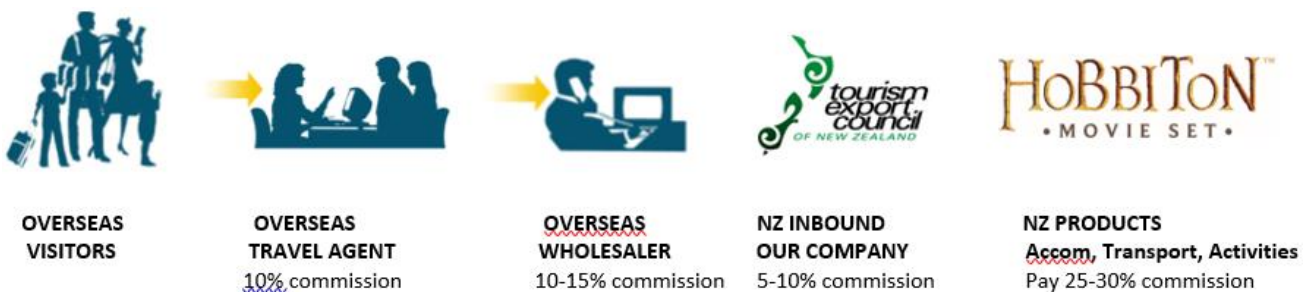 tourism
export
council
OF NEW ZEALAND
HOBBITON™
• MOVIE SET •
OVERSEAS
VISITORS
OVERSEAS
TRAVEL AGENT
10% commission
OVERSEAS
WHOLESALER
10-15% commission
NZ INBOUND
OUR COMPANY
5-10% commission
NZ PRODUCTS
Accom, Transport, Activities
Pay 25-30% commission